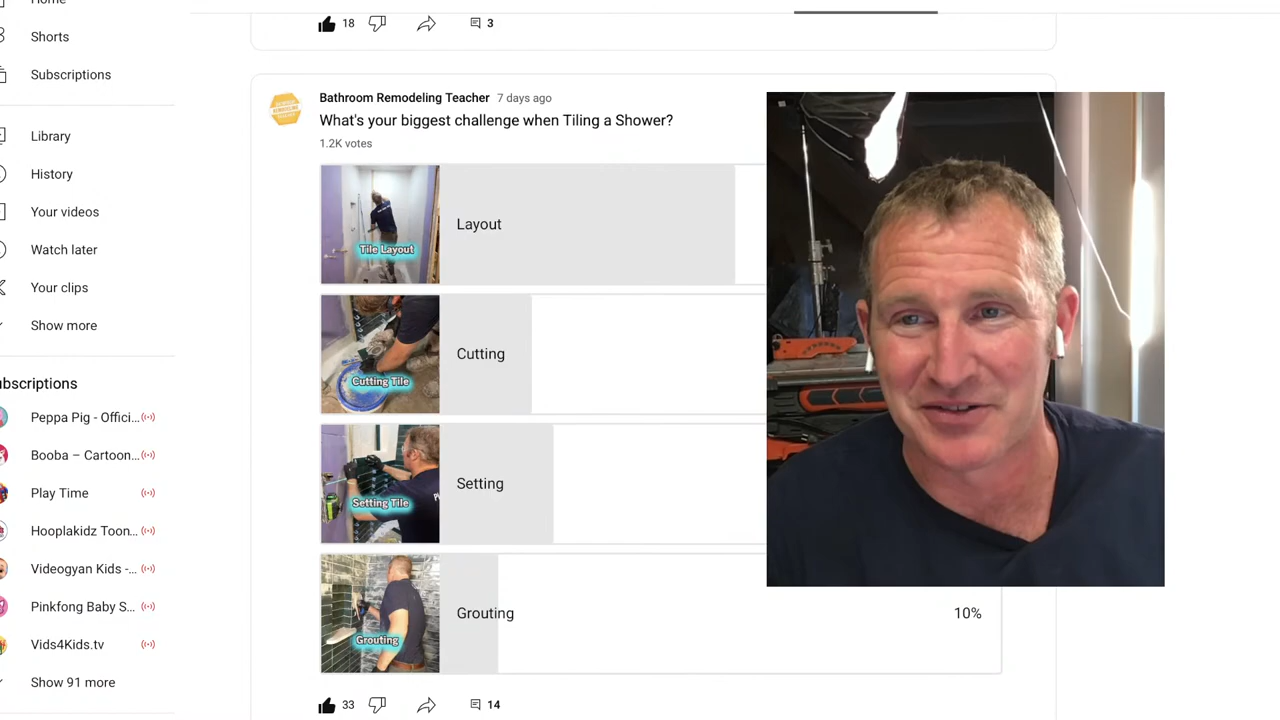 Home
18
3
Shorts
Subscriptions
Library
History
Your videos
Watch later
Your clips
Show more
bscriptions
Peppa Pig - Offici...
Booba – Cartoon...
Play Time
Hooplakidz Toon...
Videogyan Kids -...
Pinkfong Baby S...
Vids4Kids.tv
Show 91 more
Bathroom Remodeling Teacher 7 days ago
What's your biggest challenge when Tiling a Shower?
1.2K votes
Tile Layout
Layout
Cutting Tile
Cutting
Setting Tile
Setting
Grouting
Grouting
10%
33
14